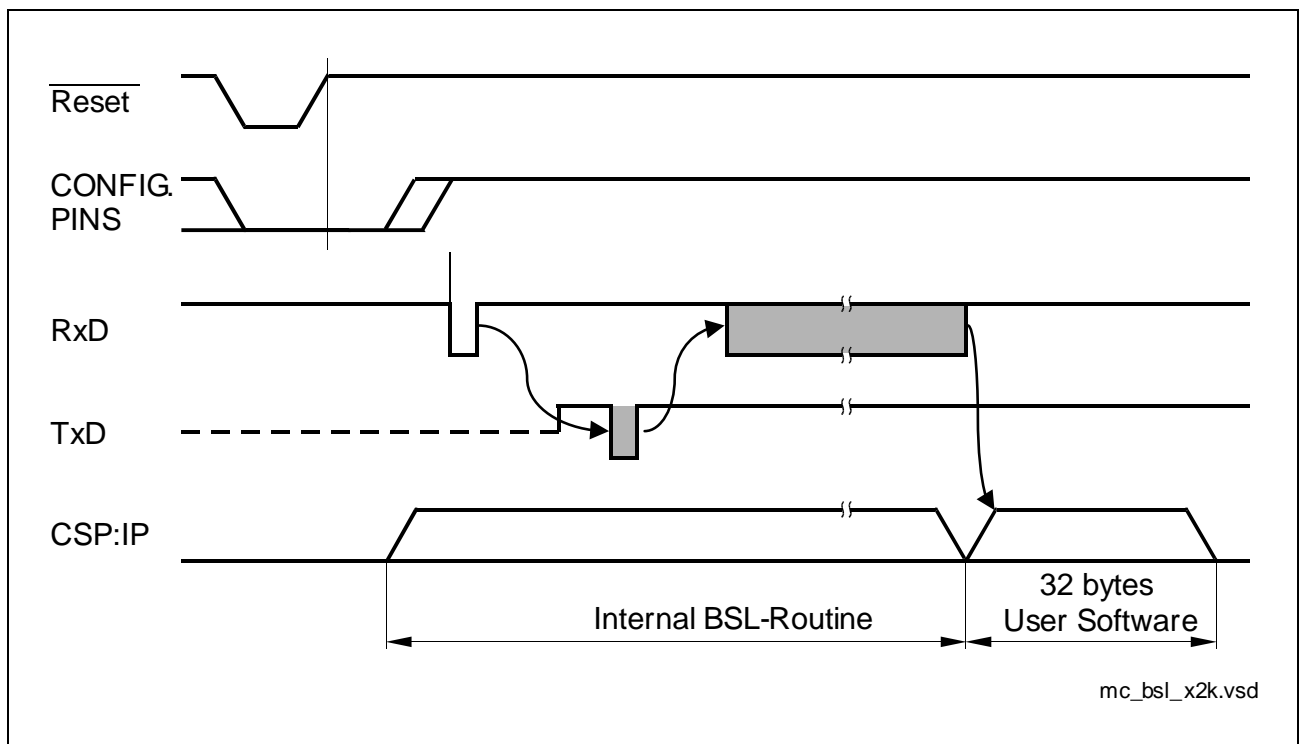 Reset
CONFIG.
PINS
RxD
TxD
CSP:IP
Internal BSL-Routine
32 bytes
User Software
mc_bsl_x2k.vsd